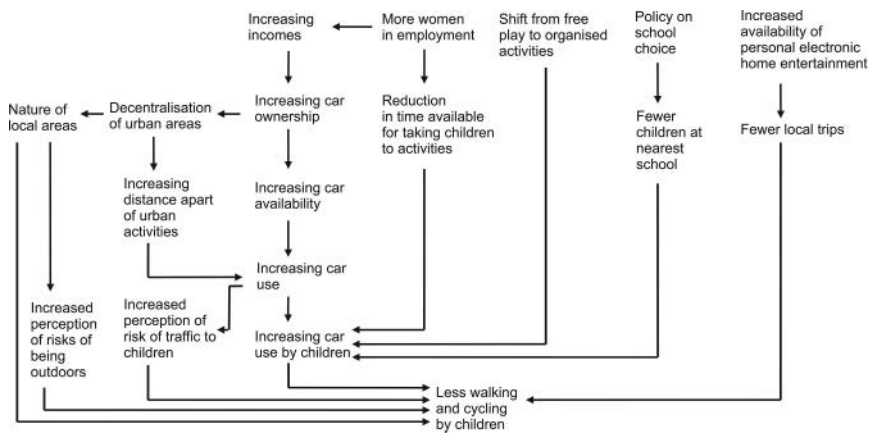 Increasing
incomes
More women
in employment
Shift from free
play to organised
activities
Policy on
school
choice
Increased
availability of
personal electronic
home entertainment
Nature of
local areas
Decentralisation
of urban areas
Increasing car
ownership
Reduction
in time available
for taking children
to activities
Fewer
children at
nearest
school
Fewer local trips
Increasing
distance apart
of urban
activities
Increasing car
availability
Increasing car
use
Increased
perception
of risks of
being
outdoors
Increased
perception of
risk of traffic to
children
Increasing car
use by children
Less walking
and cycling
by children